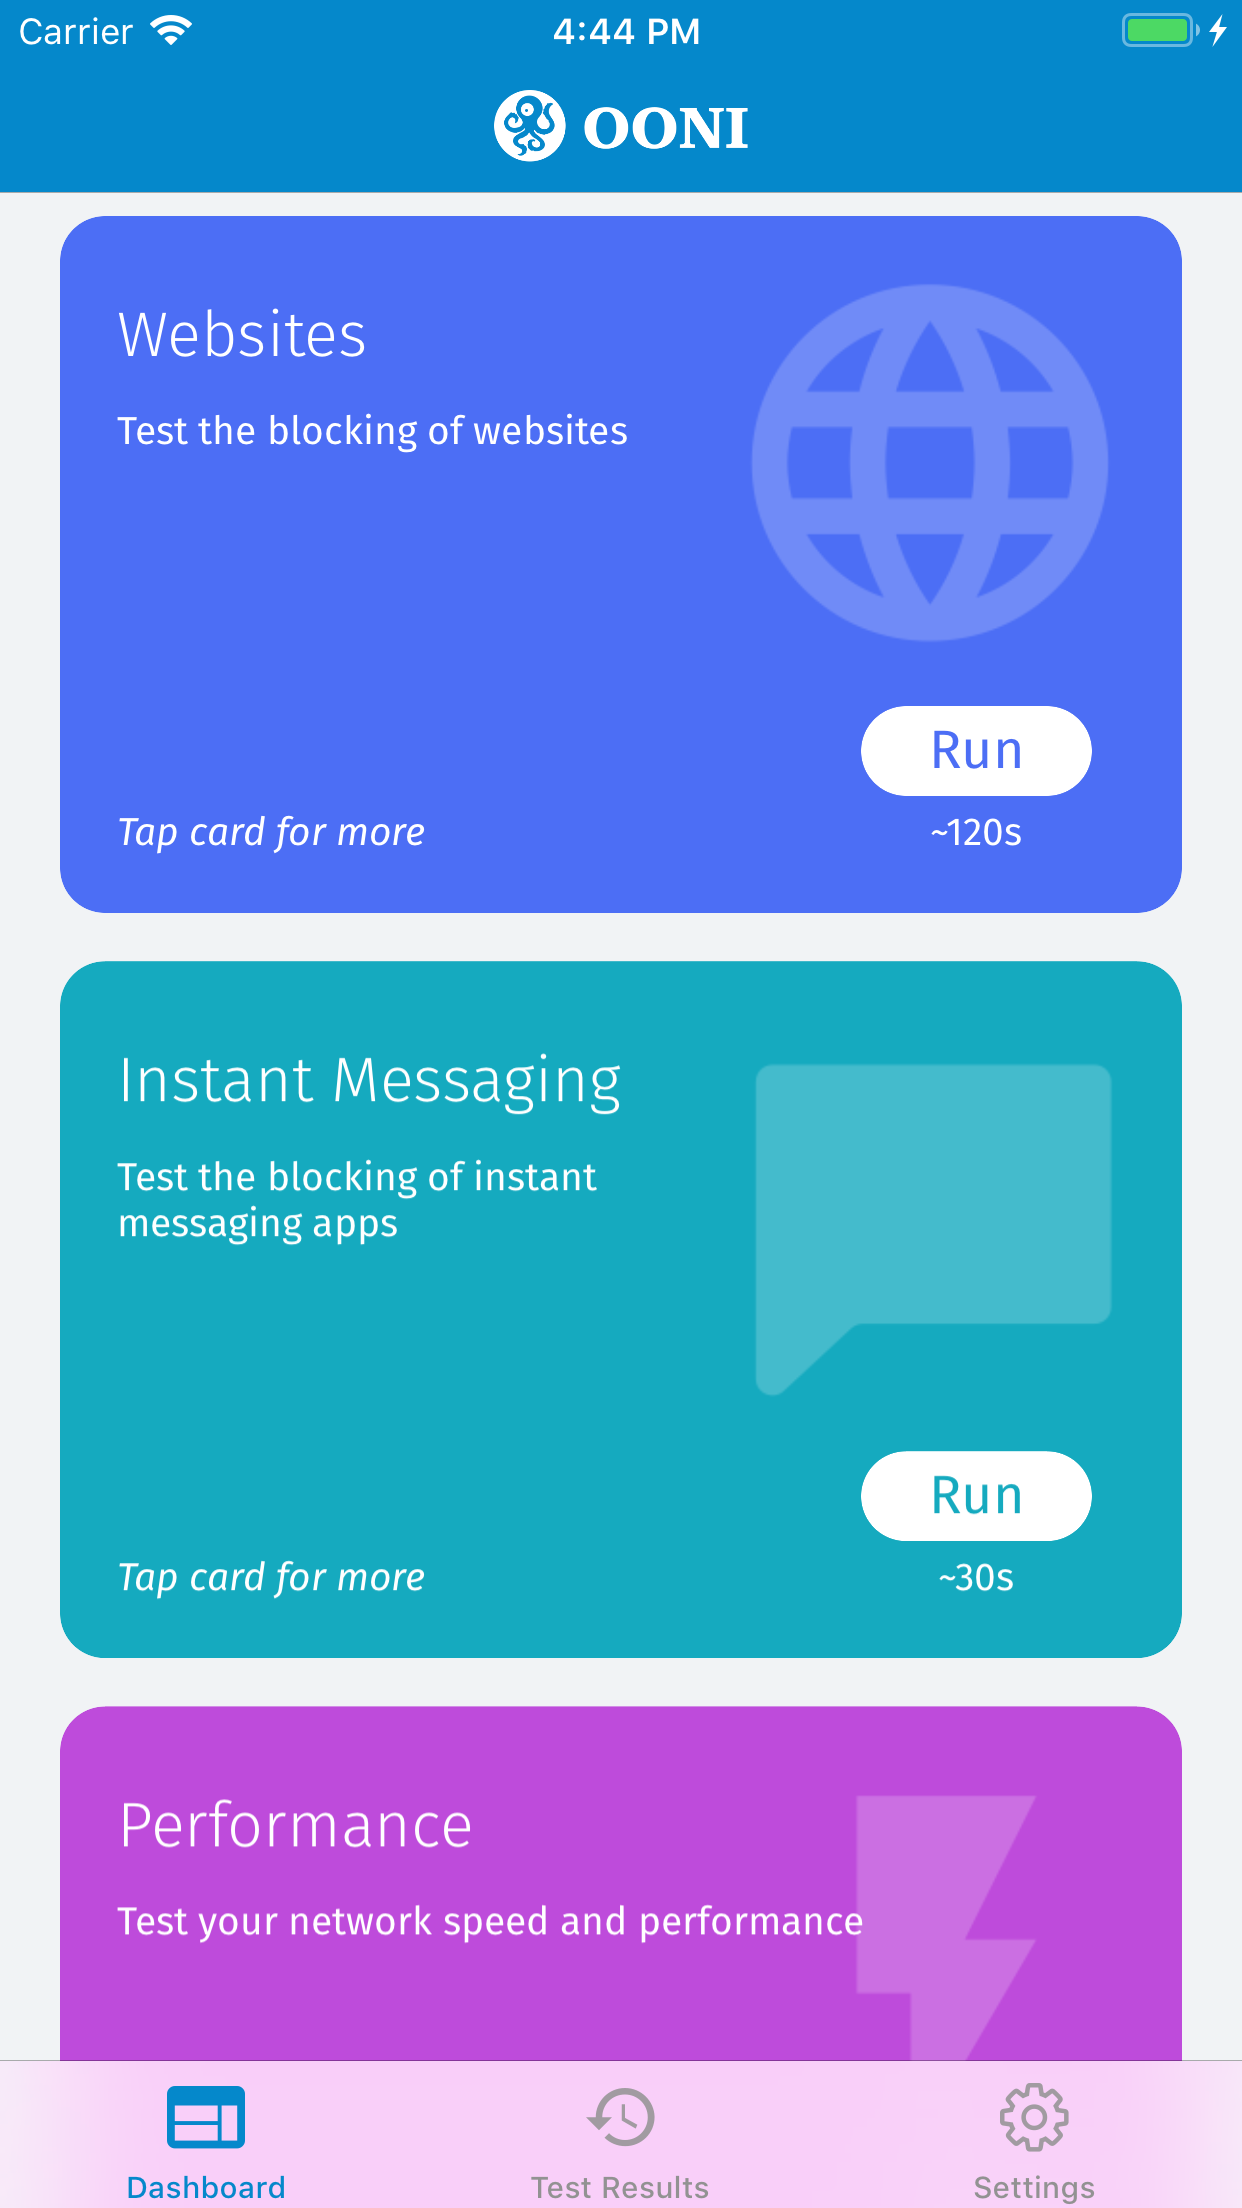 Carrier
4:44 PM
OONI
Websites
Test the blocking of websites
Run
Tap card for more
~120s
Instant Messaging
Test the blocking of instant
messaging apps
Run
Tap card for more
~30s
Performance
Test your network speed and performance
Dashboard
Test Results
Settings